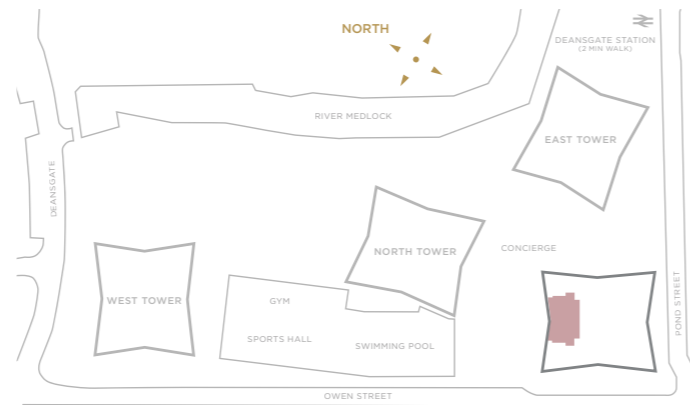 NORTH
DEANSGATE STATION
(2 MIN WALK)
RIVER MEDLOCK
EAST TOWER
DEANSGATE
NORTH TOWER
CONCIERGE
WEST TOWER
GYM
POND STREET
SPORTS HALL
SWIMMING POOL
OWEN STREET